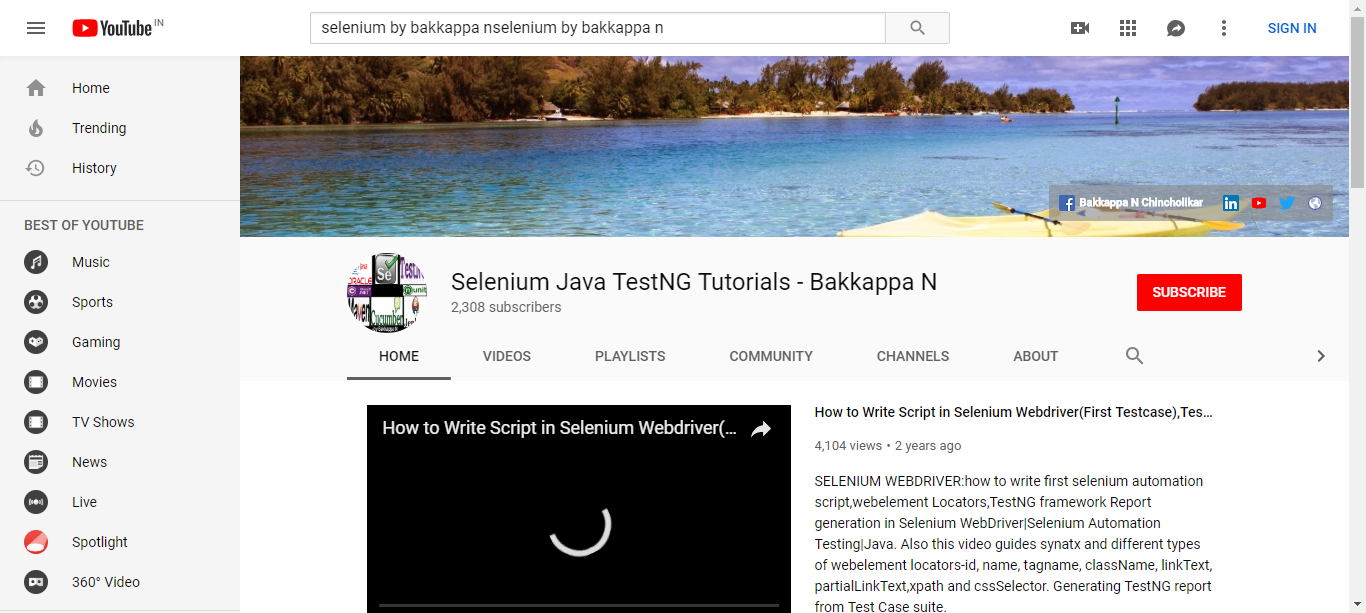 YouTube IN
selenium by bakkappa nselenium by bakkappa n
SIGN IN
Home
Trending
History
BEST OF YOUTUBE
Music
Sports
Gaming
Movies
TV Shows
News
Live
Spotlight
360° Video
Bakkappa N Chincholikar
Selenium Java TestNG Tutorials - Bakkappa N
2,308 subscribers
SUBSCRIBE
HOME VIDEOS PLAYLISTS COMMUNITY CHANNELS ABOUT
How to Write Script in Selenium Webdriver(...
How to Write Script in Selenium Webdriver(First Testcase),Tes...
4,104 views • 2 years ago
SELENIUM WEBDRIVER:how to write first selenium automation
script,webelement Locators,TestNG framework Report
generation in Selenium WebDriver|Selenium Automation
Testing|Java. Also this video guides synatx and different types
of webelement locators-id, name, tagname, className, linkText,
partialLinkText,xpath and cssSelector. Generating TestNG report
from Test Case suite.